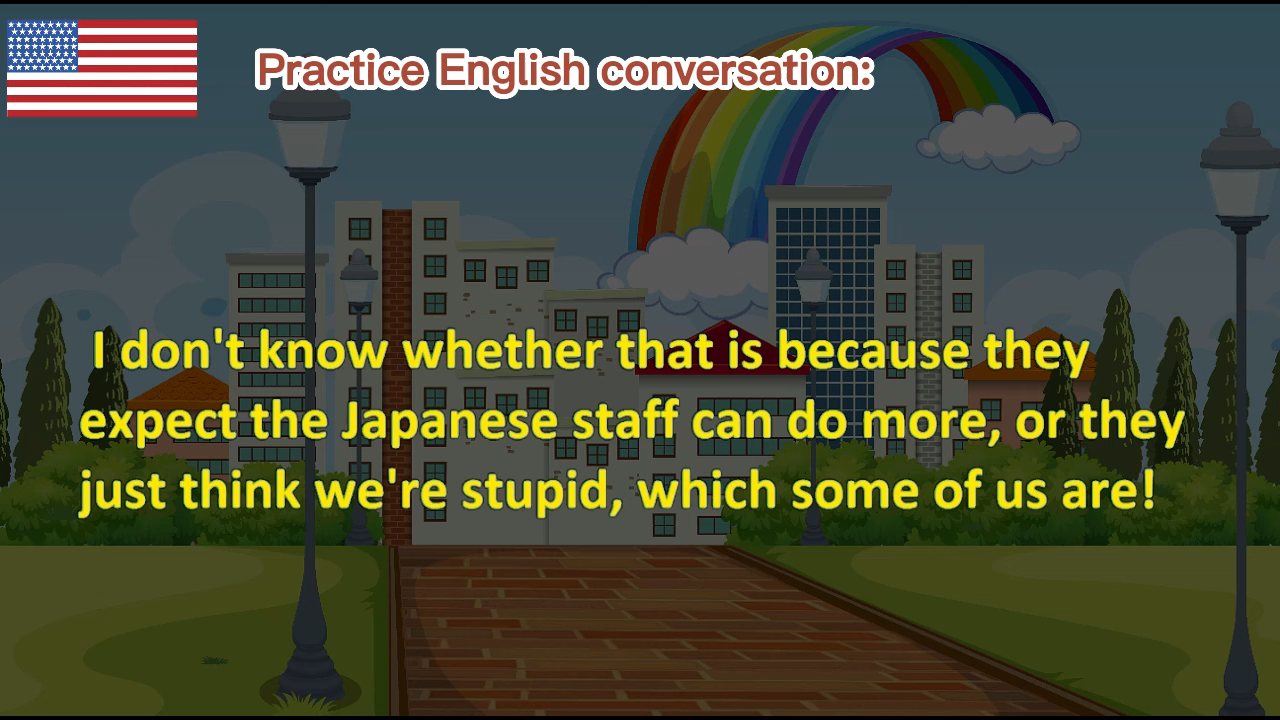 Practice English conversation:
I don't know whether that is because they
expect the Japanese staff can do more, or they
just think we're stupid, which some of us are!